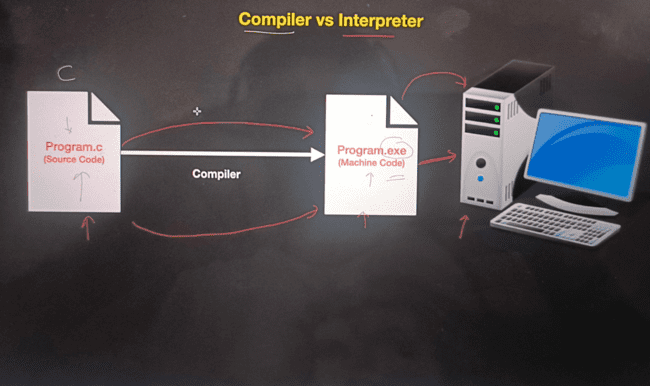 Compiler vs Interpreter
C
Program.c
(Source Code)
Compiler
Program.exe
(Machine Code)